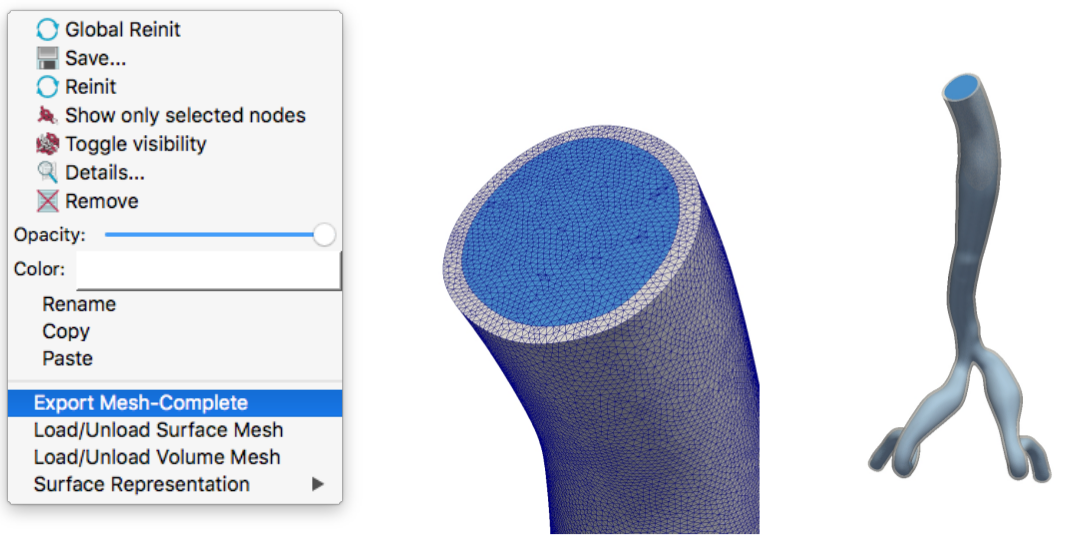 Global Reinit
Save...
Reinit
Show only selected nodes
Toggle visibility
Details...
Remove
Opacity:
Color:
Rename
Copy
Paste
Export Mesh-Complete
Load/Unload Surface Mesh
Load/Unload Volume Mesh
Surface Representation